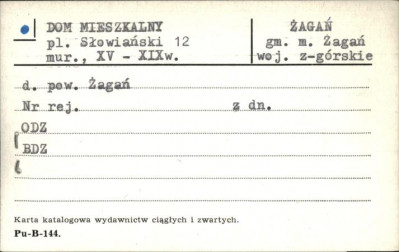 DOM MIESZKALNY ŻAGAŃ
pl. Słowiański 12 gm. m. Żagań
mur., XV - XIXw. woj. z-górskie
d. pow. Żagań
Nr rej. z dn.
ODZ
BDZ
Karta katalogowa wydawnictw ciągłych i zwartych.
Pu-B-144.